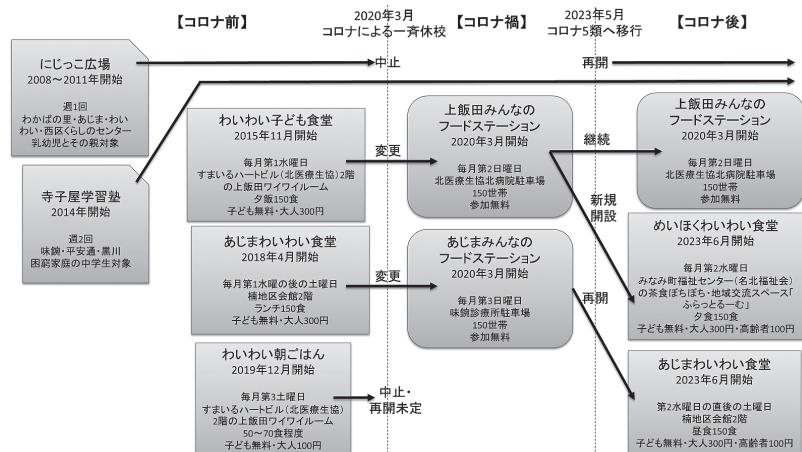 【コロナ前】
2020年3月
コロナによる一斉休校
【コロナ禍】
2023年5月
コロナ5類へ移行
【コロナ後】
にじっこ広場
2008～2011年開始
週1回
わかばの里・あじま・わい
わい・西区くらしのセンター
乳幼児とその親対象
中止
再開
寺子屋学習塾
2014年開始
週2回
味鋺・平安通・黒川
困窮家庭の中学生対象
わいわい子ども食堂
2015年11月開始
毎月第1水曜日
すまいるハートビル(北医療生協)2階
の上飯田ワイワイルーム
夕飯150食
子ども無料・大人300円
変更
上飯田みんなの
フードステーション
2020年3月開始
毎月第2日曜日
北医療生協北病院駐車場
150世帯
参加無料
継続
上飯田みんなの
フードステーション
2020年3月開始
毎月第2日曜日
北医療生協北病院駐車場
150世帯
参加無料
新規
開設
めいほくわいわい食堂
2023年6月開始
毎月第2水曜日
みなみ町福祉センター(名北福祉会)
の茶食ぽちぽち・地域交流スペース「
ふらっとるーむ」
夕食150食
子ども無料・大人300円・高齢者100円
あじまわいわい食堂
2018年4月開始
毎月第1水曜の後の土曜日
楠地区会館2階
ランチ150食
子ども無料・大人300円
変更
あじまみんなの
フードステーション
2020年3月開始
毎月第3日曜日
味鋺診療所駐車場
150世帯
参加無料
再開
あじまわいわい食堂
2023年6月開始
第2水曜日の直後の土曜日
楠地区会館2階
昼食150食
子ども無料・大人300円・高齢者100円
わいわい朝ごはん
2019年12月開始
毎月第3土曜日
すまいるハートビル(北医療生協)
2階の上飯田ワイワイルーム
50～70食程度
子ども無料・大人100円
中止・
再開未定